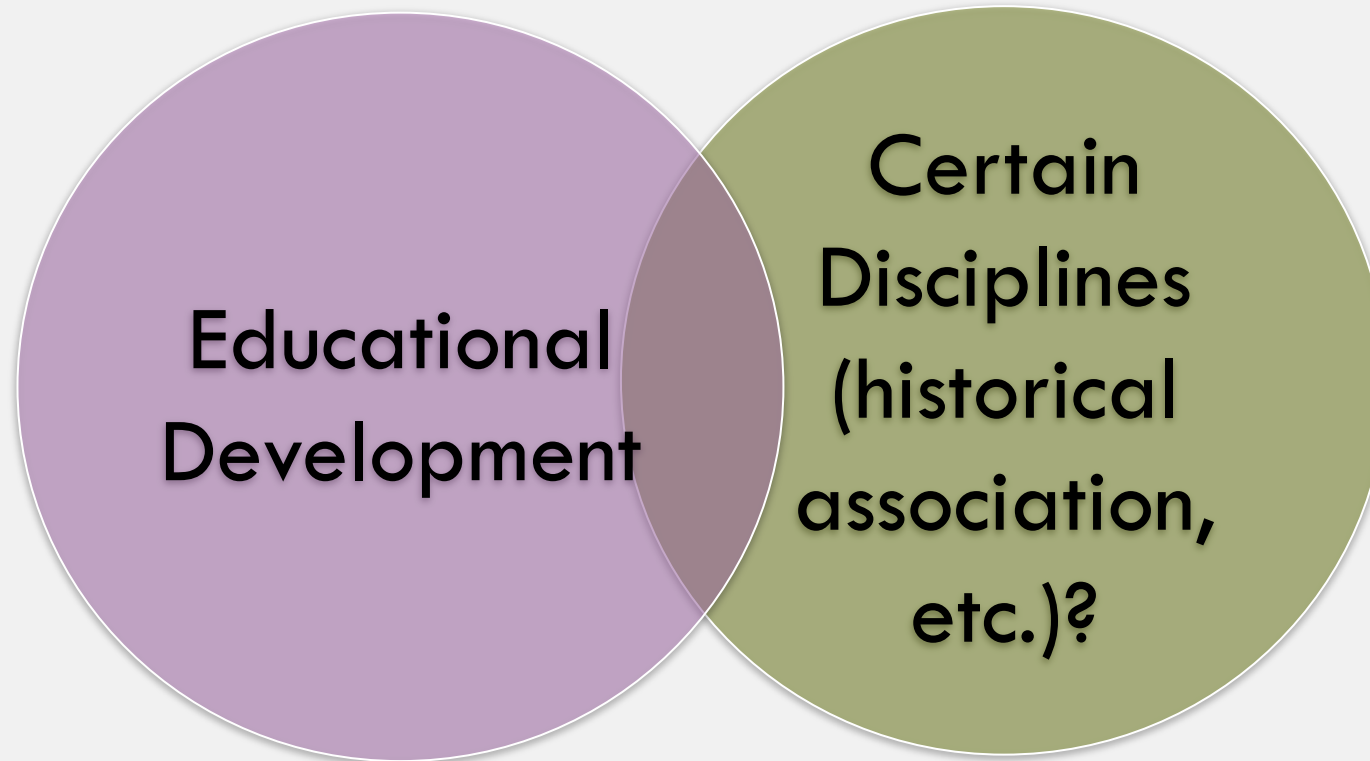 Educational
Development
Certain
Disciplines
(historical
association,
etc.)?